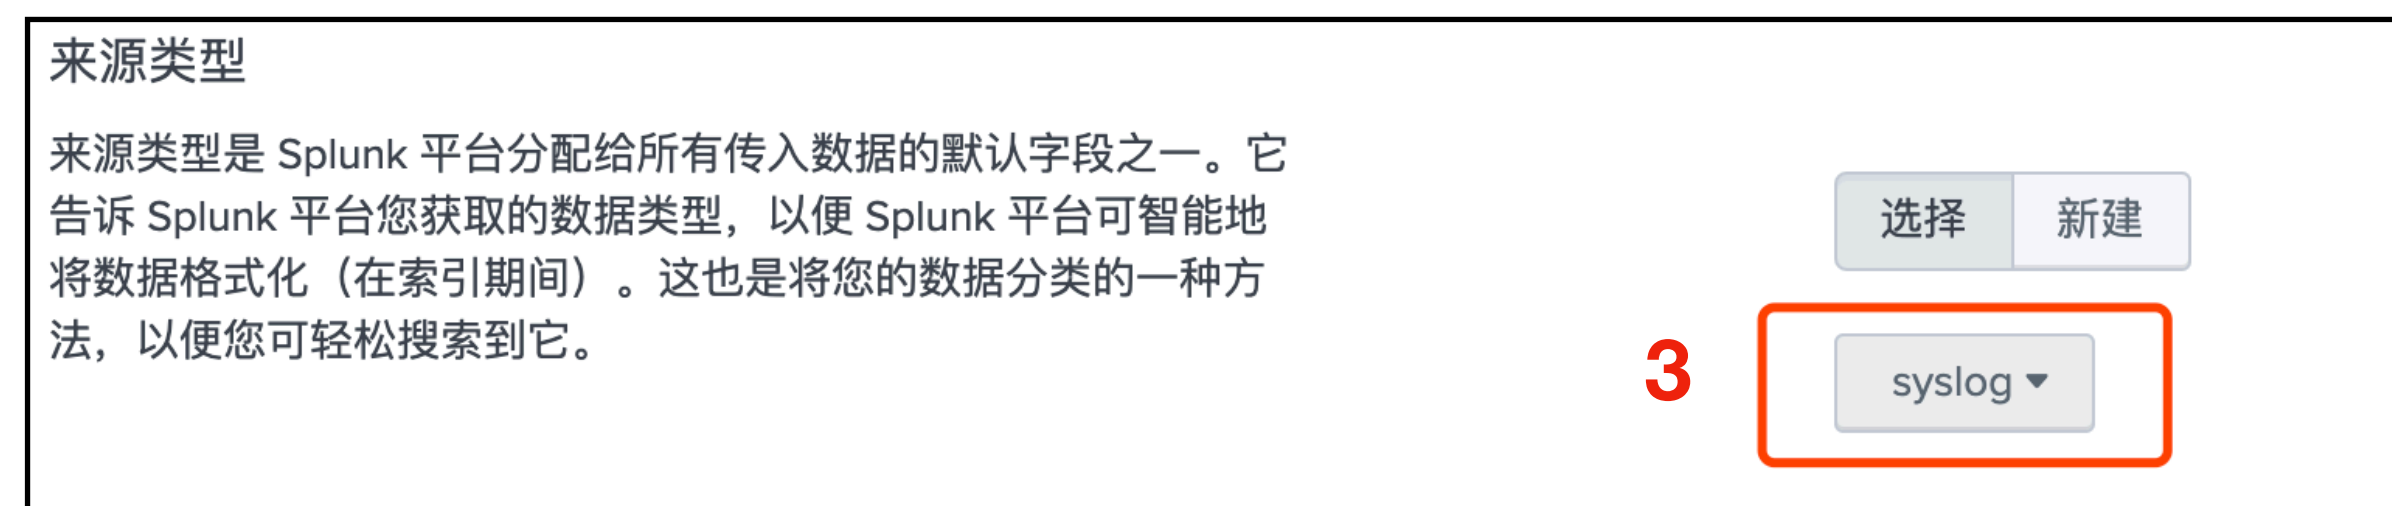 来源类型
来源类型是 Splunk 平台分配给所有传入数据的默认字段之一。它
告诉 Splunk 平台您获取的数据类型，以便 Splunk 平台可智能地
将数据格式化（在索引期间）。这也是将您的数据分类的一种方
法，以便您可轻松搜索到它。
选择 新建
3
syslog